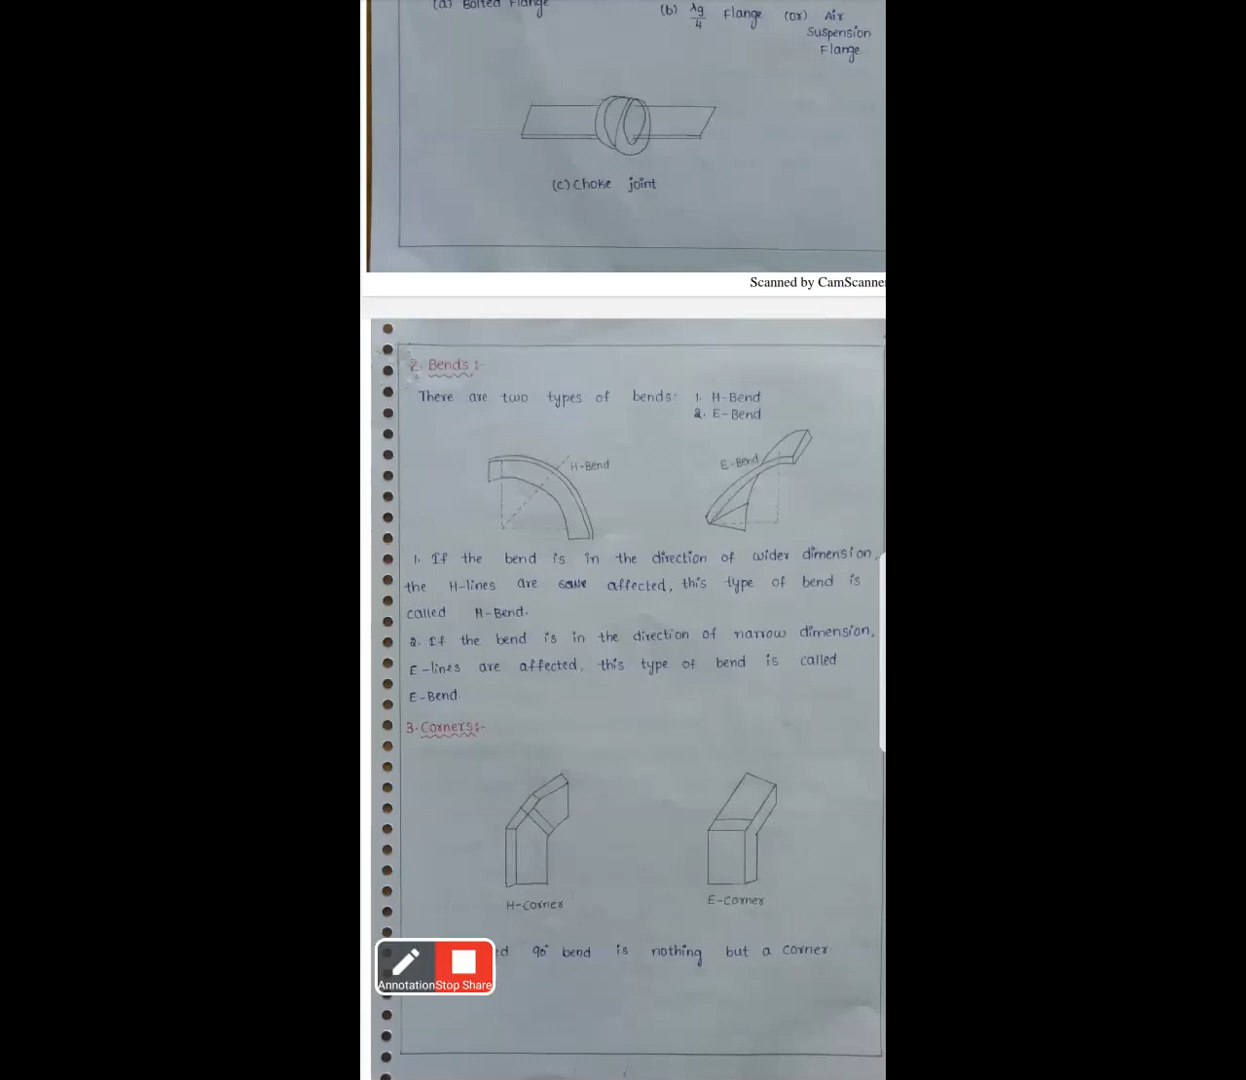 (a) Bolted Flange
(b) λg/4 Flange (or) Air
Suspension
Flange
(c) Choke joint
Scanned by CamScanne
2. Bends :-
There are two types of bends: 1. H-Bend
2. E-Bend
H-Bend
E-Bend
1. If the bend is in the direction of wider dimension,
the H-lines are affected, this type of bend is
called H-Bend.
2. If the bend is in the direction of narrow dimension,
E-lines are affected, this type of bend is called
E-Bend.
3. Corners:-
H-Corner
E-Corner
ed 90° bend is nothing but a corner
Annotation Stop Share